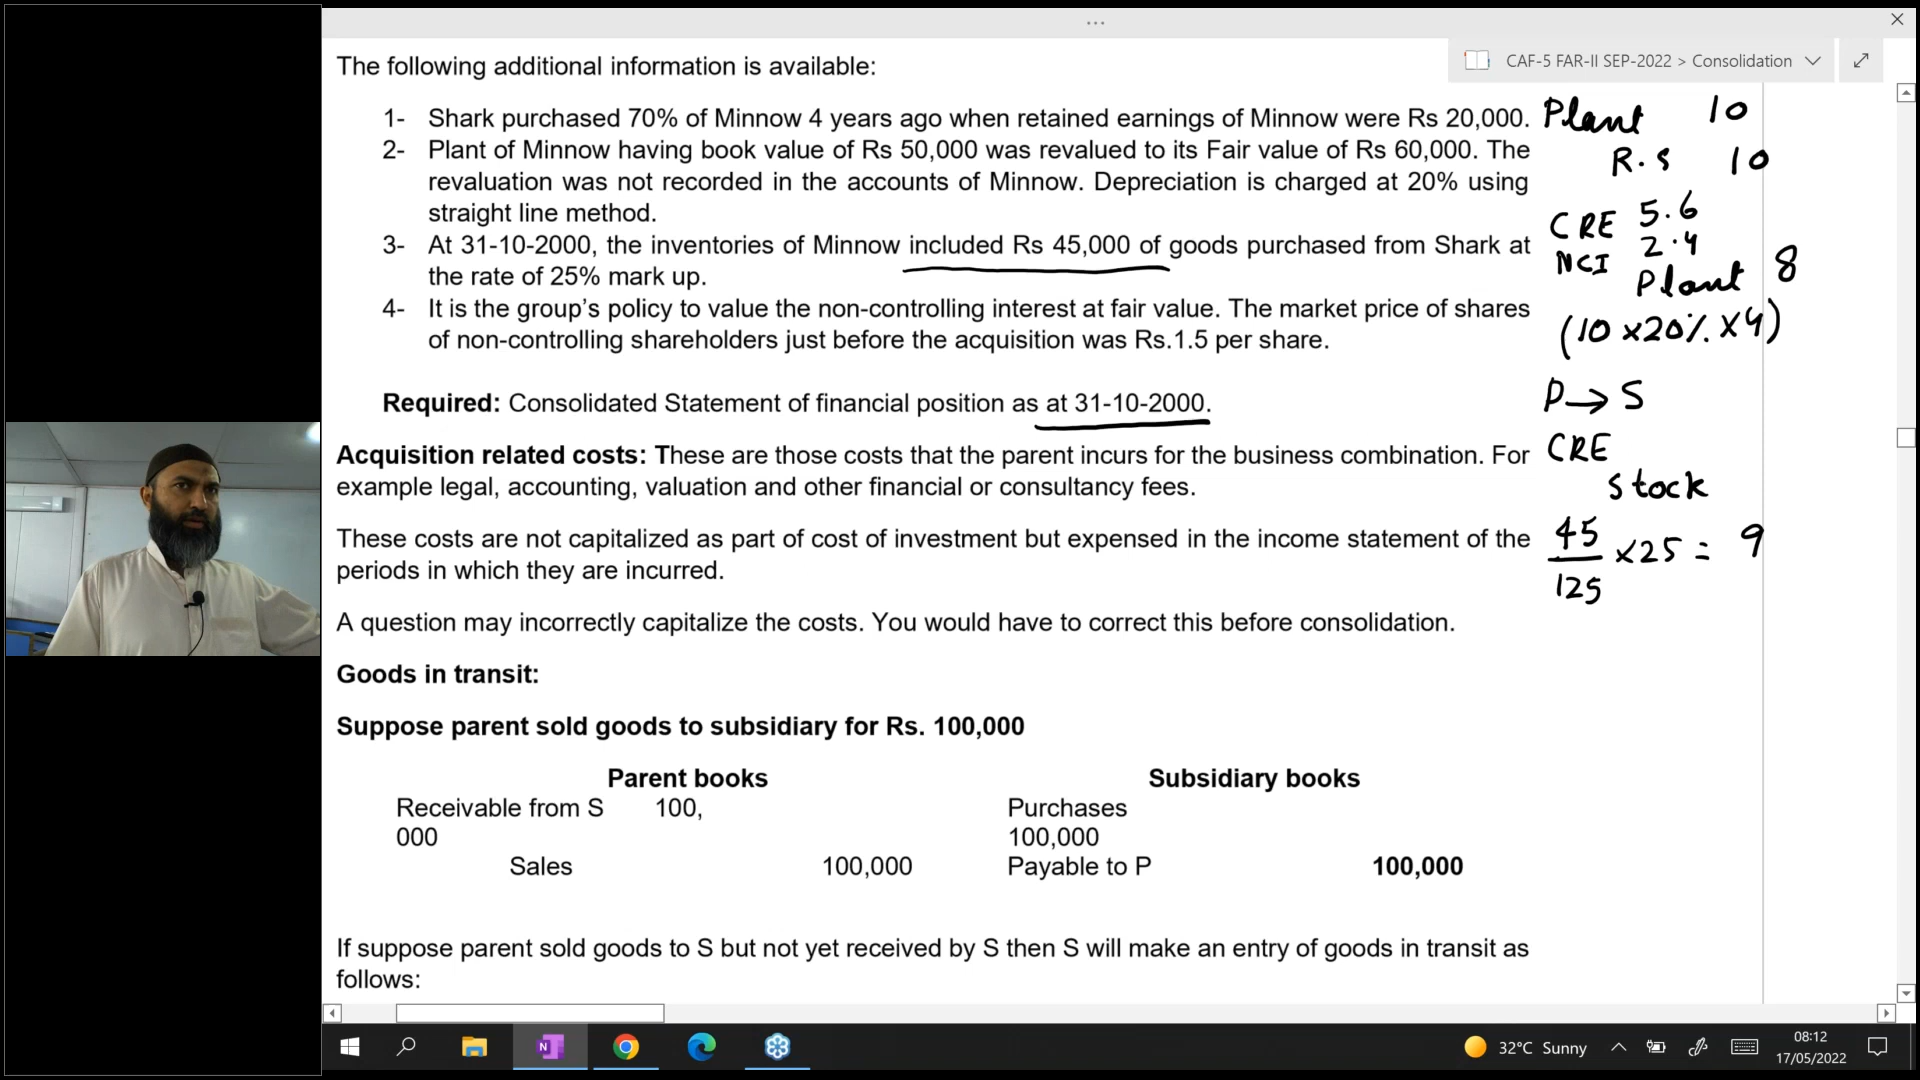 CAF-5 FAR-II SEP-2022 > Consolidation
The following additional information is available:
1- Shark purchased 70% of Minnow 4 years ago when retained earnings of Minnow were Rs 20,000.
2- Plant of Minnow having book value of Rs 50,000 was revalued to its Fair value of Rs 60,000. The
revaluation was not recorded in the accounts of Minnow. Depreciation is charged at 20% using
straight line method.
3- At 31-10-2000, the inventories of Minnow included Rs 45,000 of goods purchased from Shark at
the rate of 25% mark up.
4- It is the group’s policy to value the non-controlling interest at fair value. The market price of shares
of non-controlling shareholders just before the acquisition was Rs.1.5 per share.
Required: Consolidated Statement of financial position as at 31-10-2000.
Acquisition related costs: These are those costs that the parent incurs for the business combination. For
example legal, accounting, valuation and other financial or consultancy fees.
These costs are not capitalized as part of cost of investment but expensed in the income statement of the
periods in which they are incurred.
A question may incorrectly capitalize the costs. You would have to correct this before consolidation.
Goods in transit:
Suppose parent sold goods to subsidiary for Rs. 100,000
Parent books Subsidiary books
Receivable from S 100, Purchases
000 100,000
Sales 100,000 Payable to P 100,000
If suppose parent sold goods to S but not yet received by S then S will make an entry of goods in transit as
follows:
Plant 10
R.S 10
CRE 5.6
NCI 2.4
Plant 8
(10 x20% x4)
P→S
CRE
Stock
45
x25 = 9
125
32°C Sunny
08:12
17/05/2022